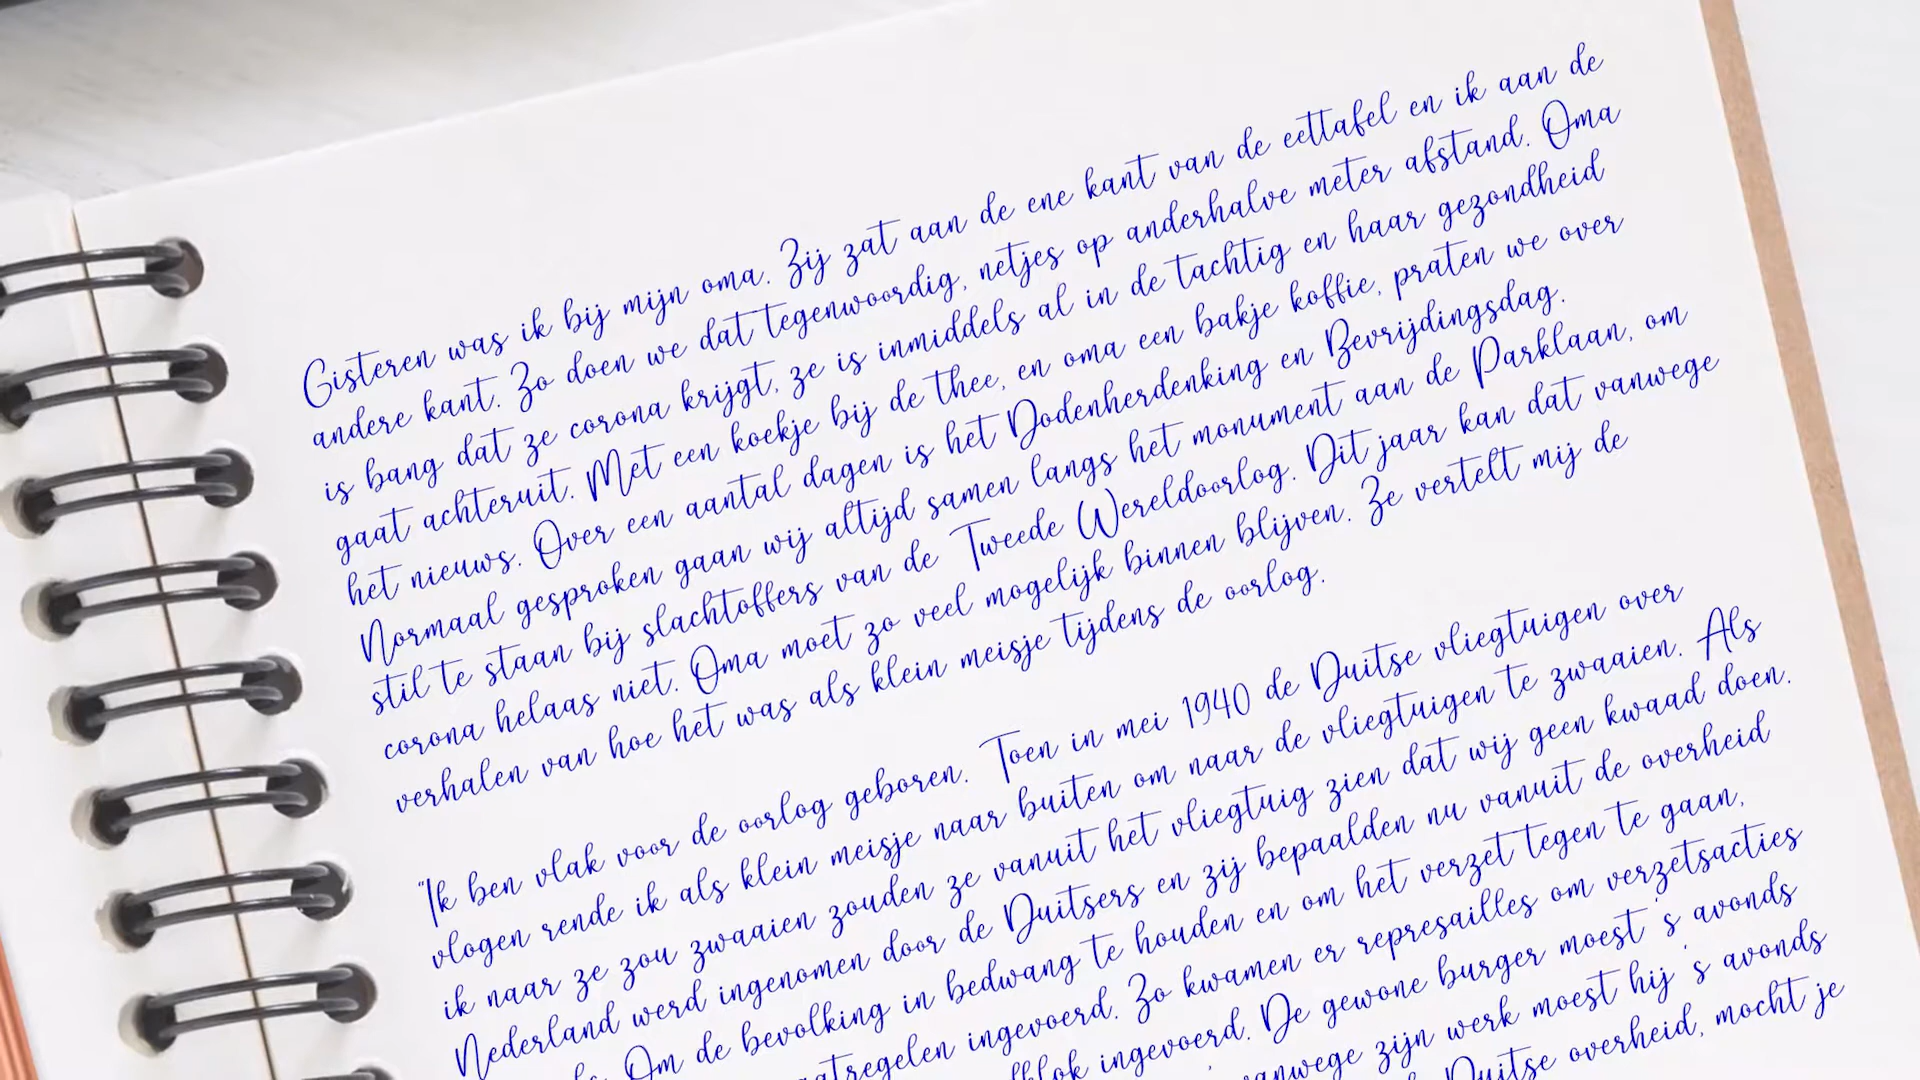 Gisteren was ik bij mijn oma. Zij zat aan de ene kant van de eettafel en ik aan de
andere kant. Zo doen we dat tegenwoordig, netjes op anderhalve meter afstand. Oma
is bang dat ze corona krijgt, ze is inmiddels al in de tachtig en haar gezondheid
gaat achteruit. Met een koekje bij de thee, en oma een bakje koffie, praten we over
het nieuws. Over een aantal dagen is het Dodenherdenking en Bevrijdingsdag.
Normaal gesproken gaan wij altijd samen langs het monument aan de Parklaan, om
stil te staan bij slachtoffers van de Tweede Wereldoorlog. Dit jaar kan dat vanwege
corona helaas niet. Oma moet zo veel mogelijk binnen blijven. Ze vertelt mij de
verhalen van hoe het was als klein meisje tijdens de oorlog.
"Ik ben vlak voor de oorlog geboren. Toen in mei 1940 de Duitse vliegtuigen over
vlogen rende ik als klein meisje naar buiten om naar de vliegtuigen te zwaaien. Als
ik naar ze zou zwaaien zouden ze vanuit het vliegtuig zien dat wij geen kwaad doen.
Nederland werd ingenomen door de Duitsers en zij bepaalden nu vanuit de overheid
Om de bevolking in bedwang te houden en om het verzet tegen te gaan,
ingevoerd. Zo kwamen er represailles om verzetsacties
ingevoerd. De gewone burger moest 's avonds
zijn werk moest hij 's avonds
Duitse overheid, mocht je